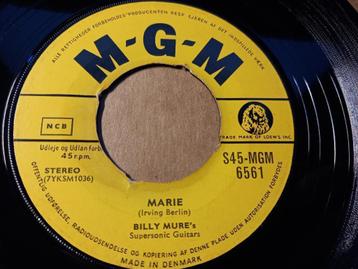 ALLE RETTIGHEDER FORBEHOLDES PRODUCENTEN RESP EJEREN AF DET INDSPILLEDE VÆRK
M-G-M
NCB
Udleje og Udlån forb
45 r.p.m.
STEREO
(7YKSM1036)
TRADE MARK OF LOEW'S INC.
S45-MGM
6561
MARIE
(Irving Berlin)
BILLY MURE's
Supersonic Guitars
OFFENTLIG UDFØRELSE, RADIOUDSENDELSE OG KOPIERING AF DENNE PLADE UDEN AUTORISATION FORBYDES
MADE IN DENMARK